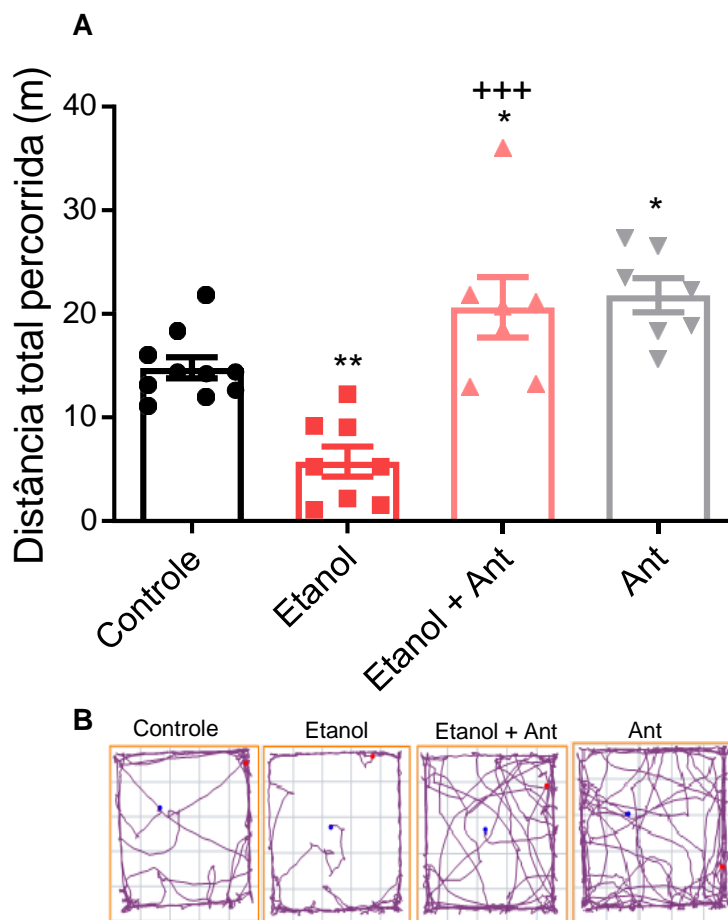 A
Distância total percorrida (m)
40
30
20
10
0
**
+++
*
*
Controle
Etanol
Etanol + Ant
Ant
B
Controle
Etanol
Etanol + Ant
Ant